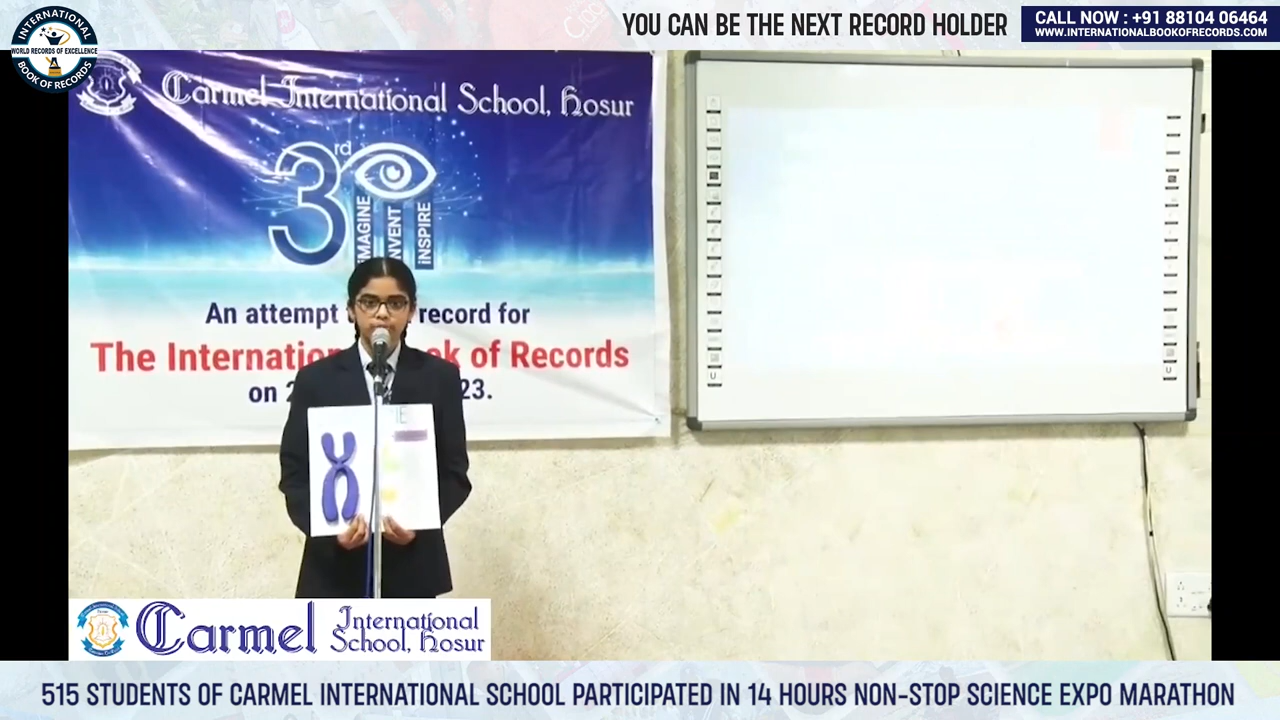 INTERNATIONAL
WORLD RECORDS OF EXCELLENCE
BOOK OF RECORDS
YOU CAN BE THE NEXT RECORD HOLDER
CALL NOW : +91 88104 06464
WWW.INTERNATIONALBOOKOFRECORDS.COM
Carmel International School, Hosur
3rd
IMAGINE
INVENT
INSPIRE
An attempt record for
The Internation k of Records
on 2 23.
U
U
Carmel International
School, Hosur
515 STUDENTS OF CARMEL INTERNATIONAL SCHOOL PARTICIPATED IN 14 HOURS NON-STOP SCIENCE EXPO MARATHON